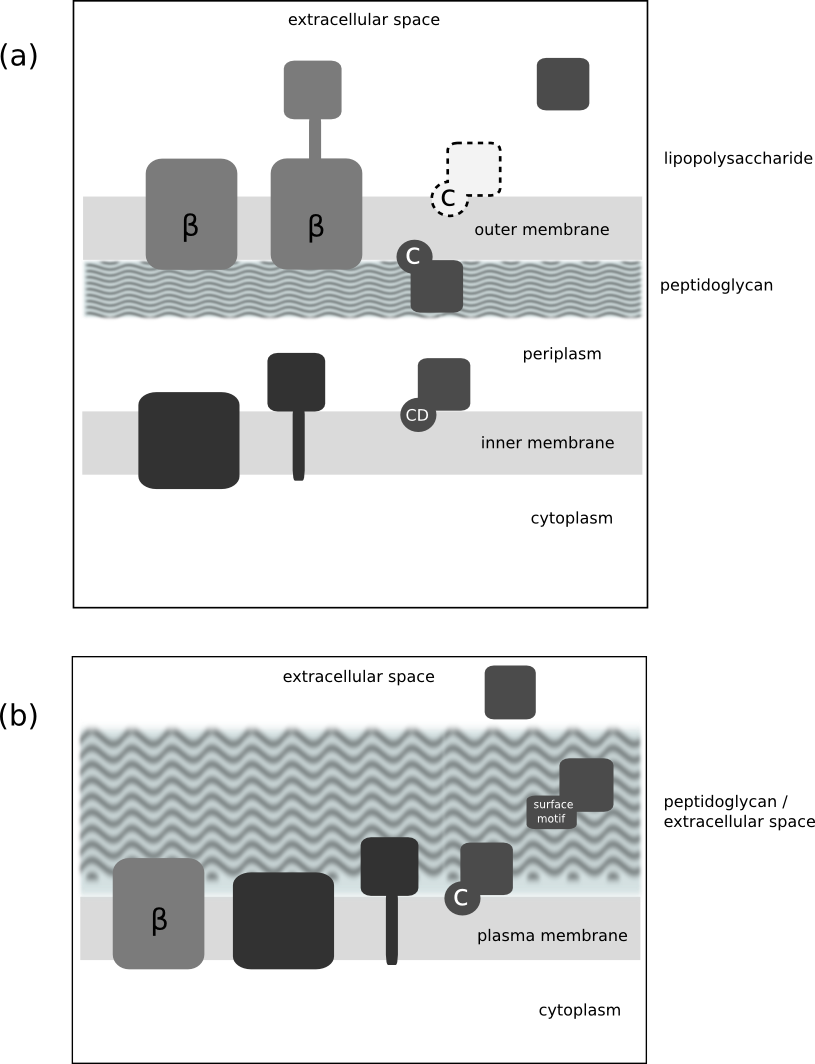 (a)
extracellular space
lipopolysaccharide
C
β
β
outer membrane
C
peptidoglycan
periplasm
CD
inner membrane
cytoplasm
(b)
extracellular space
peptidoglycan /
extracellular space
surface
motif
C
β
plasma membrane
cytoplasm